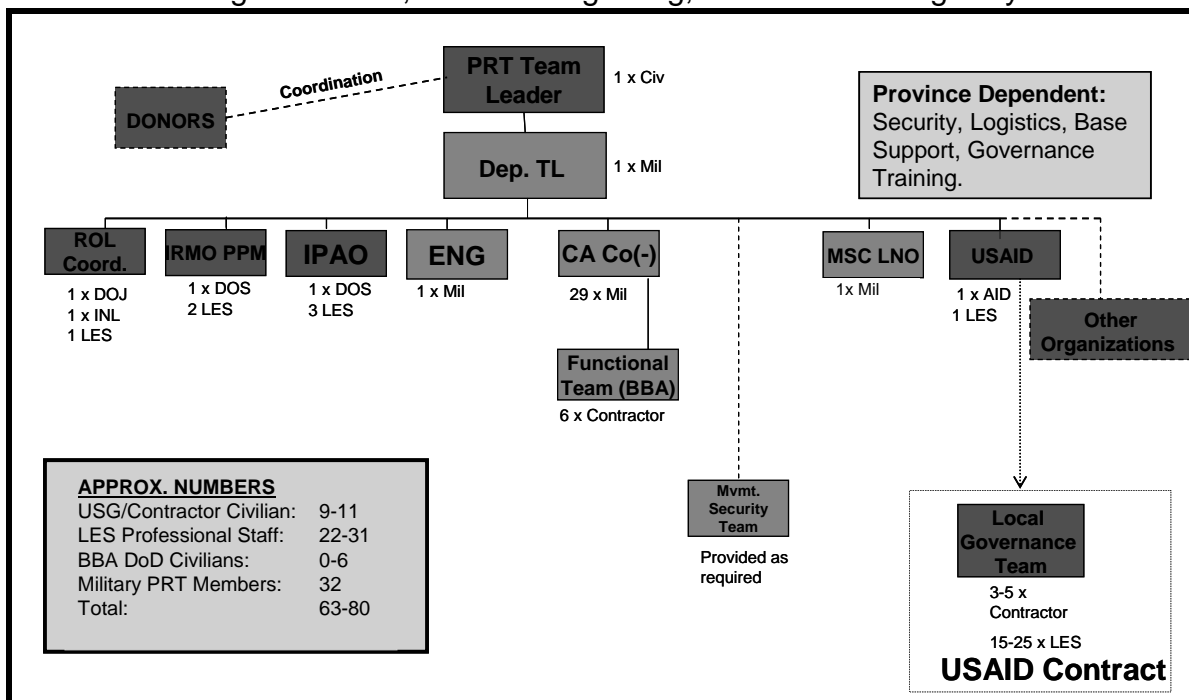 Coordination
PRT Team
Leader
1 x Civ
DONORS
Province Dependent:
Security, Logistics, Base
Support, Governance
Training.
Dep. TL
1 x Mil
ROL
Coord.
1 x DOJ
1 x INL
1 LES
IRMO PPM
1 x DOS
2 LES
IPAO
1 x DOS
3 LES
ENG
1 x Mil
CA Co(-)
29 x Mil
MSC LNO
1x Mil
USAID
1 x AID
1 LES
Other
Organizations
Functional
Team (BBA)
6 x Contractor
APPROX. NUMBERS
USG/Contractor Civilian: 9-11
LES Professional Staff: 22-31
BBA DoD Civilians: 0-6
Military PRT Members: 32
Total: 63-80
Mvmt.
Security
Team
Provided as
required
Local
Governance
Team
3-5 x
Contractor
15-25 x LES
USAID Contract